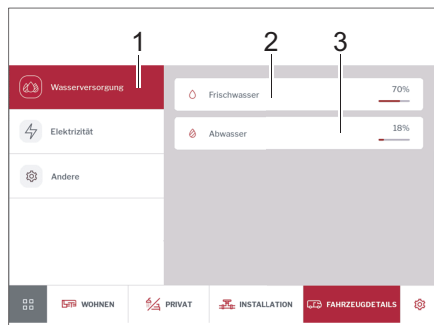 1 2 3
Wasserversorgung
Frischwasser 70%
Elektrizität
Abwasser 18%
Andere
WOHNEN PRIVAT INSTALLATION FAHRZEUGDETAILS